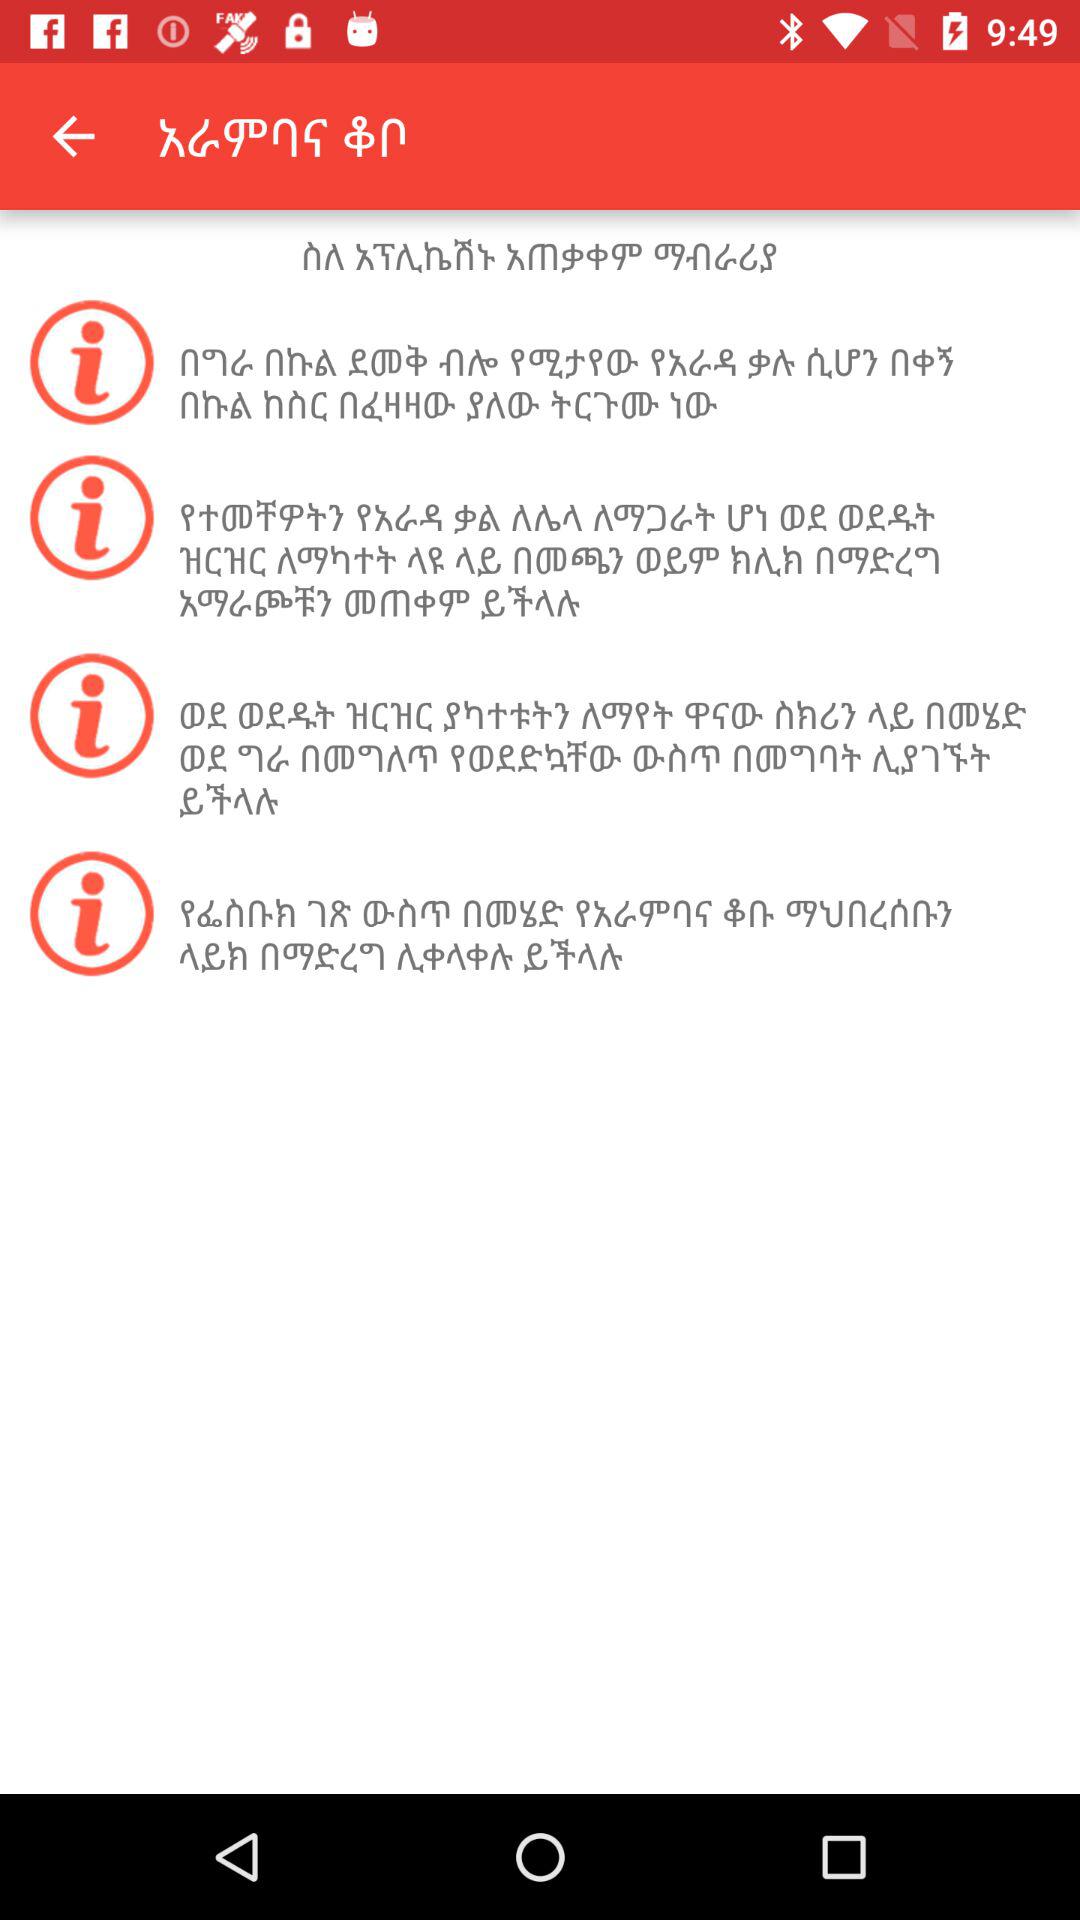 9:49
አራምባና ቆቦ
ስለ አፕሊኬሽኑ አጠቃቀም ማብራሪያ
በግራ በኩል ደመቅ ብሎ የሚታየው የአራዳ ቃሉ ሲሆን በቀኝ
በኩል ከስር በፈዛዛው ያለው ትርጉሙ ነው
የተመቸዎትን የአራዳ ቃል ለሌላ ለማጋራት ሆነ ወደ ወደዱት
ዝርዝር ለማካተት ላዩ ላይ በመጫን ወይም ክሊክ በማድረግ
አማራጮቹን መጠቀም ይችላሉ
ወደ ወደዱት ዝርዝር ያካተቱትን ለማየት ዋናው ስክሪን ላይ በመሄድ
ወደ ግራ በመግለጥ የወደድኳቸው ውስጥ በመግባት ሊያገኙት
ይችላሉ
የፌስቡክ ገጽ ውስጥ በመሄድ የአራምባና ቆቡ ማህበረሰቡን
ላይክ በማድረግ ሊቀላቀሉ ይችላሉ